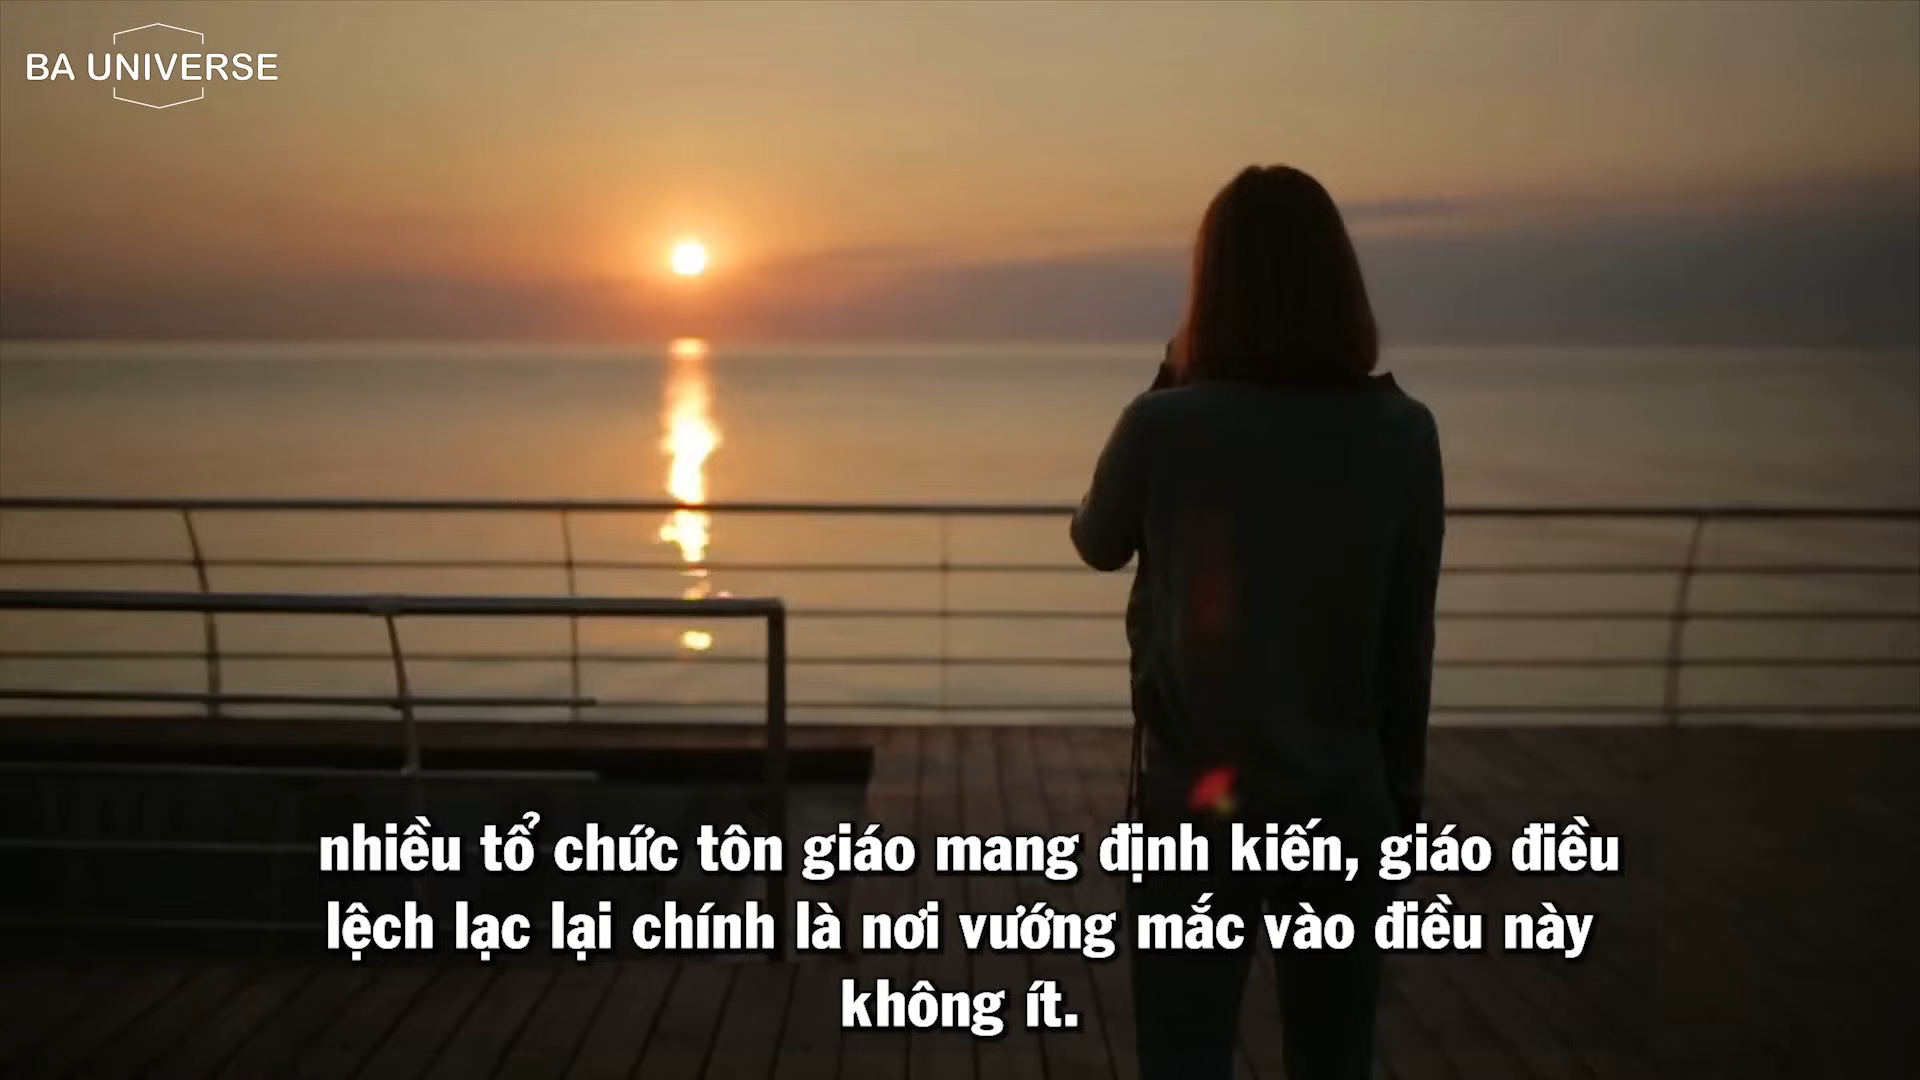 BA UNIVERSE
nhiều tổ chức tôn giáo mang định kiến, giáo điều
lệch lạc lại chính là nơi vướng mắc vào điều này
không ít.